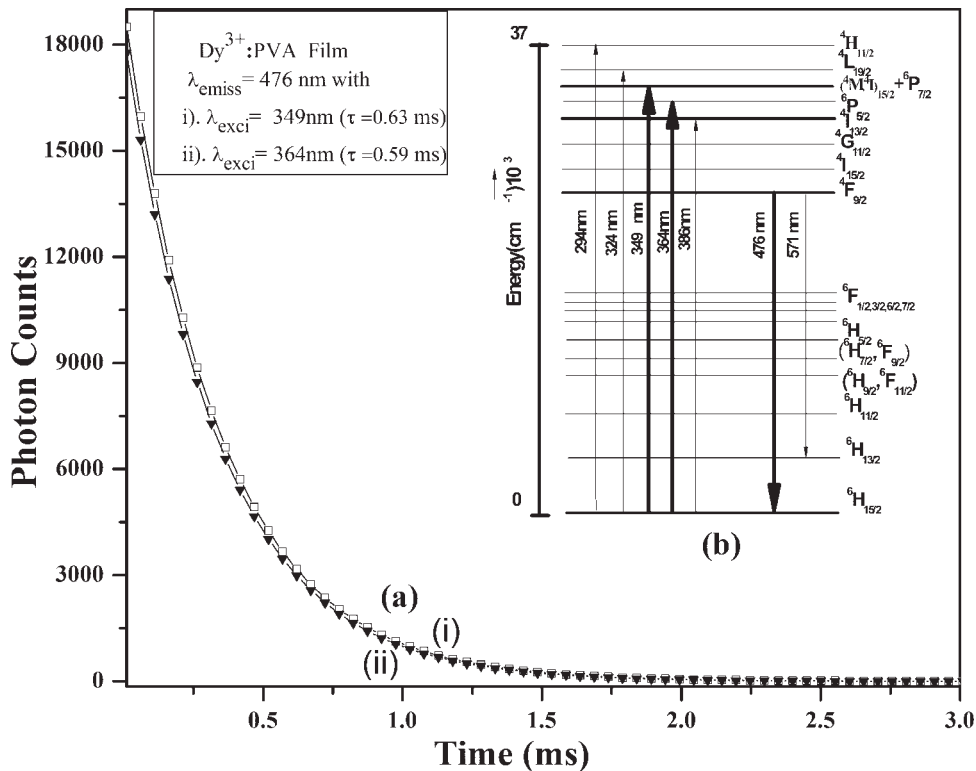 Dy³⁺:PVA Film
λemiss= 476 nm with
i). λexci= 349nm (τ =0.63 ms)
ii). λexci= 364nm (τ =0.59 ms)
18000
15000
12000
9000
6000
3000
0
Photon Counts
0.5
1.0
1.5
2.0
2.5
3.0
Time (ms)
(a)
(i)
(ii)
37
0
Energy(cm⁻¹)10³
294nm
324 nm
349 nm
364nm
386nm
476 nm
571 nm
⁴H11/2
⁴L19/2
(⁴M⁴I)15/2+⁶P7/2
⁶P5/2
⁴I13/2
⁴G11/2
⁴I15/2
⁴F9/2
⁶F1/2,3/2,6/2,7/2
⁶H5/2
(⁶H7/2,⁶F9/2)
(⁶H9/2,⁶F11/2)
⁶H11/2
⁶H13/2
⁶H15/2
(b)